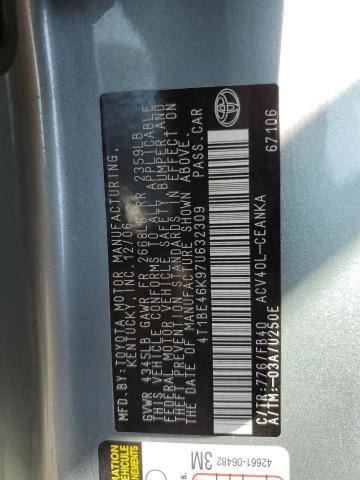 MFD.BY: TOYOTA MOTOR MANUFACTURING,
KENTUCKY, INC. 12/06
GVWR 4345LB GAWR FR 2668LB RR 2359LB
THIS VEHICLE CONFORMS TO ALL APPLICABLE
FEDERAL MOTOR VEHICLE SAFETY, BUMPER AND
THEFT PREVENTION STANDARDS IN EFFECT ON
THE DATE OF MANUFACTURE SHOWN ABOVE.
4T1BE46K97U632309 PASS.CAR
ACV40L-CEANKA
C/TR:776/FB40
A/TM:-03A/U250E 67106
42661-06482
3M
INFORMATION